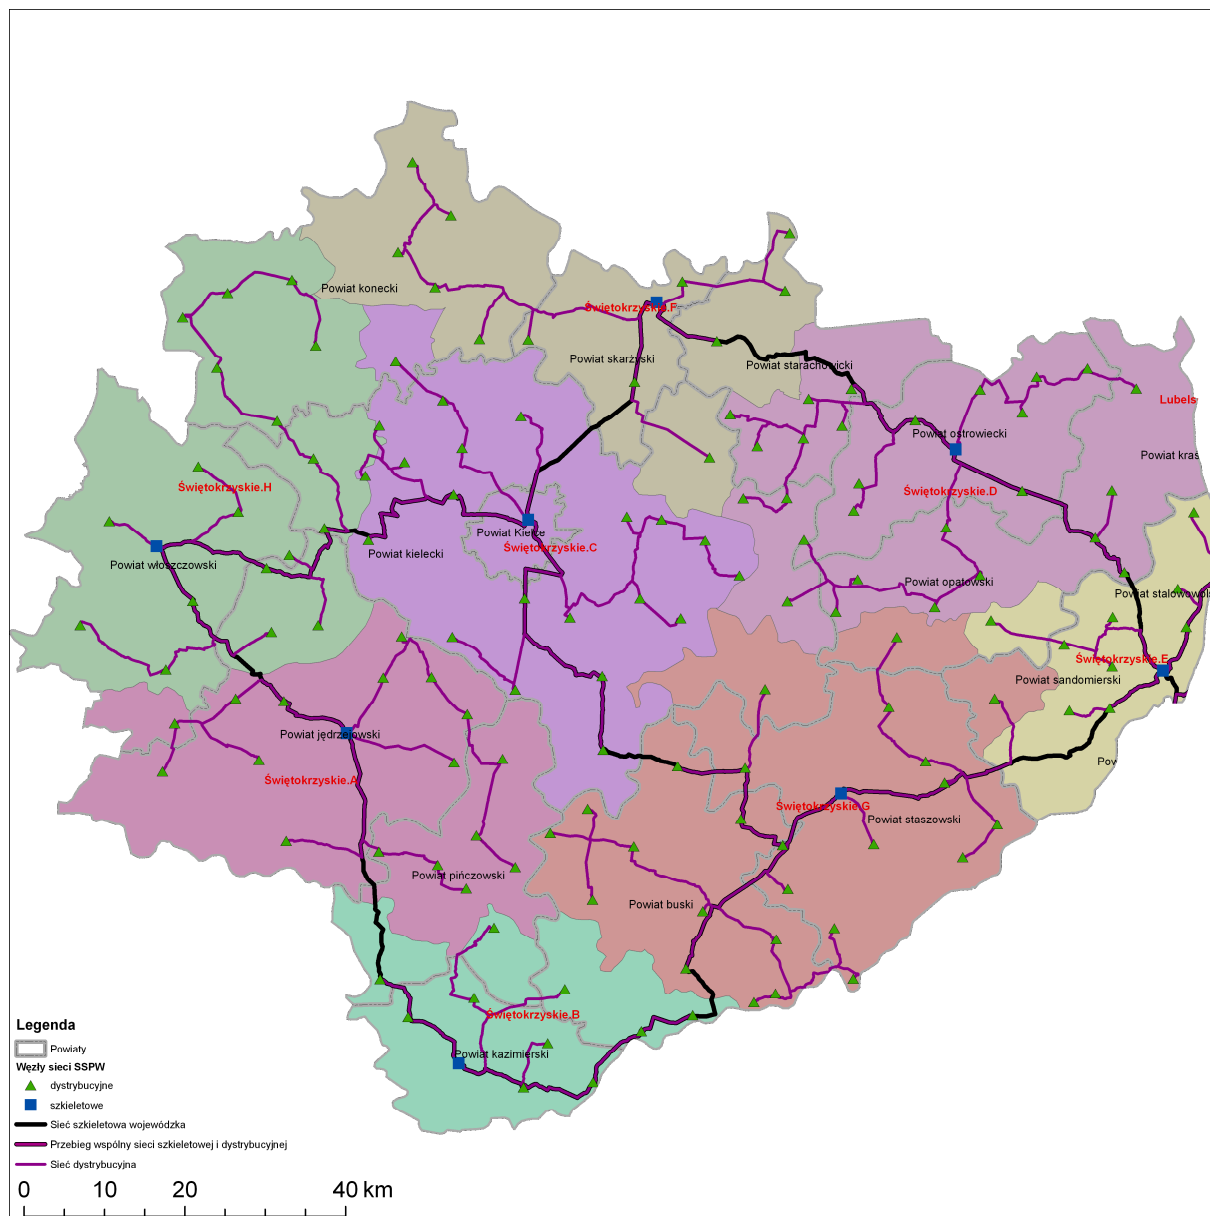 Powiat konecki
Świętokrzyskie.F
Powiat skarżyski
Powiat starachowicki
Lubels
Powiat ostrowiecki
Powiat kras
Świętokrzyskie.H
Świętokrzyskie.D
Powiat Kielce
Świętokrzyskie.C
Powiat kielecki
Powiat włoszczowski
Powiat opatowski
Powiat stalowowols
Świętokrzyskie.E
Powiat sandomierski
Powiat jędrzejowski
Pow
Świętokrzyskie.A
Świętokrzyskie.G
Powiat staszowski
Powiat pińczowski
Powiat buski
Świętokrzyskie.B
Powiat kazimierski
Legenda
Powiaty
Węzły sieci SSPW
dystrybucyjne
szkieletowe
Sieć szkieletowa wojewódzka
Przebieg wspólny sieci szkieletowej i dystrybucyjnej
Sieć dystrybucyjna
0 10 20 40 km